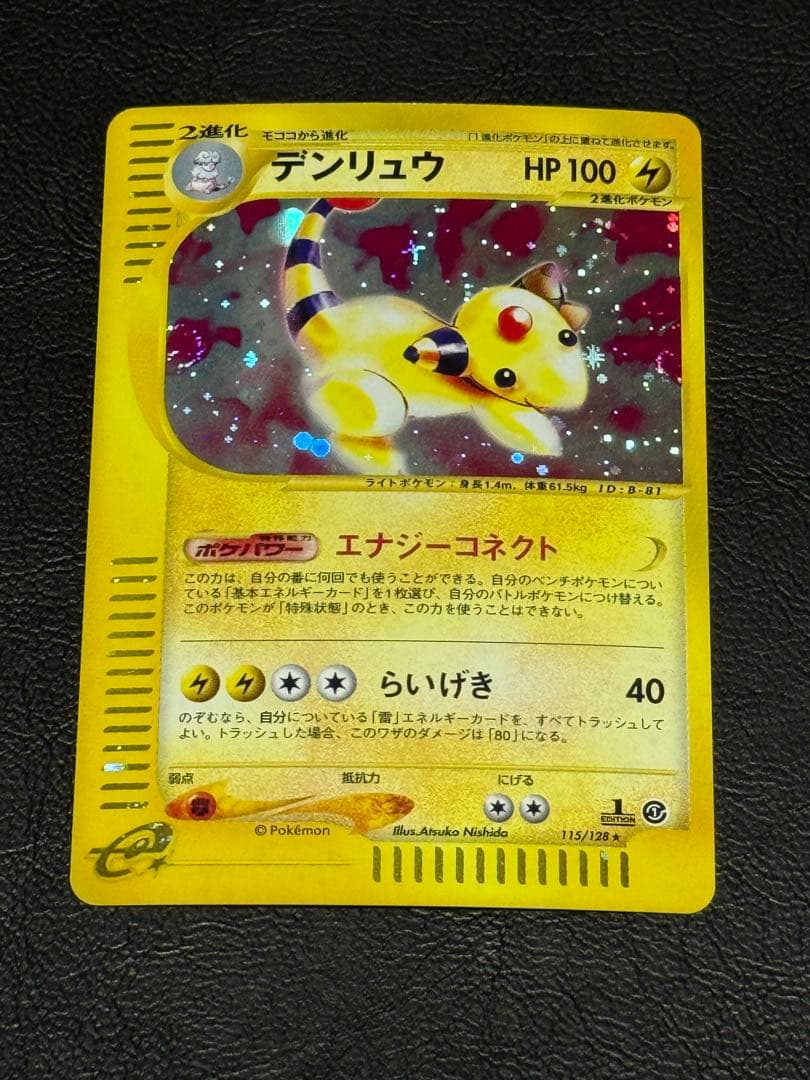 2進化 モココから進化 「1進化ポケモン」の上に重ねて進化させます。
デンリュウ HP100
2進化ポケモン
ライトポケモン：身長1.4m、体重61.5kg ID：B-81
特殊能力
ポケパワー エナジーコネクト
この力は、自分の番に何回でも使うことができる。自分のベンチポケモンについ
ている「基本エネルギーカード」を1枚選び、自分のバトルポケモンにつけ替える。
このポケモンが「特殊状態」のとき、この力を使うことはできない。
らいげき 40
のぞむなら、自分についている「雷」エネルギーカードを、すべてトラッシュして
よい。トラッシュした場合、このワザのダメージは「80」になる。
弱点 抵抗力 にげる
1
EDITION
©Pokémon Illus.Atsuko Nishida 115/128★
e